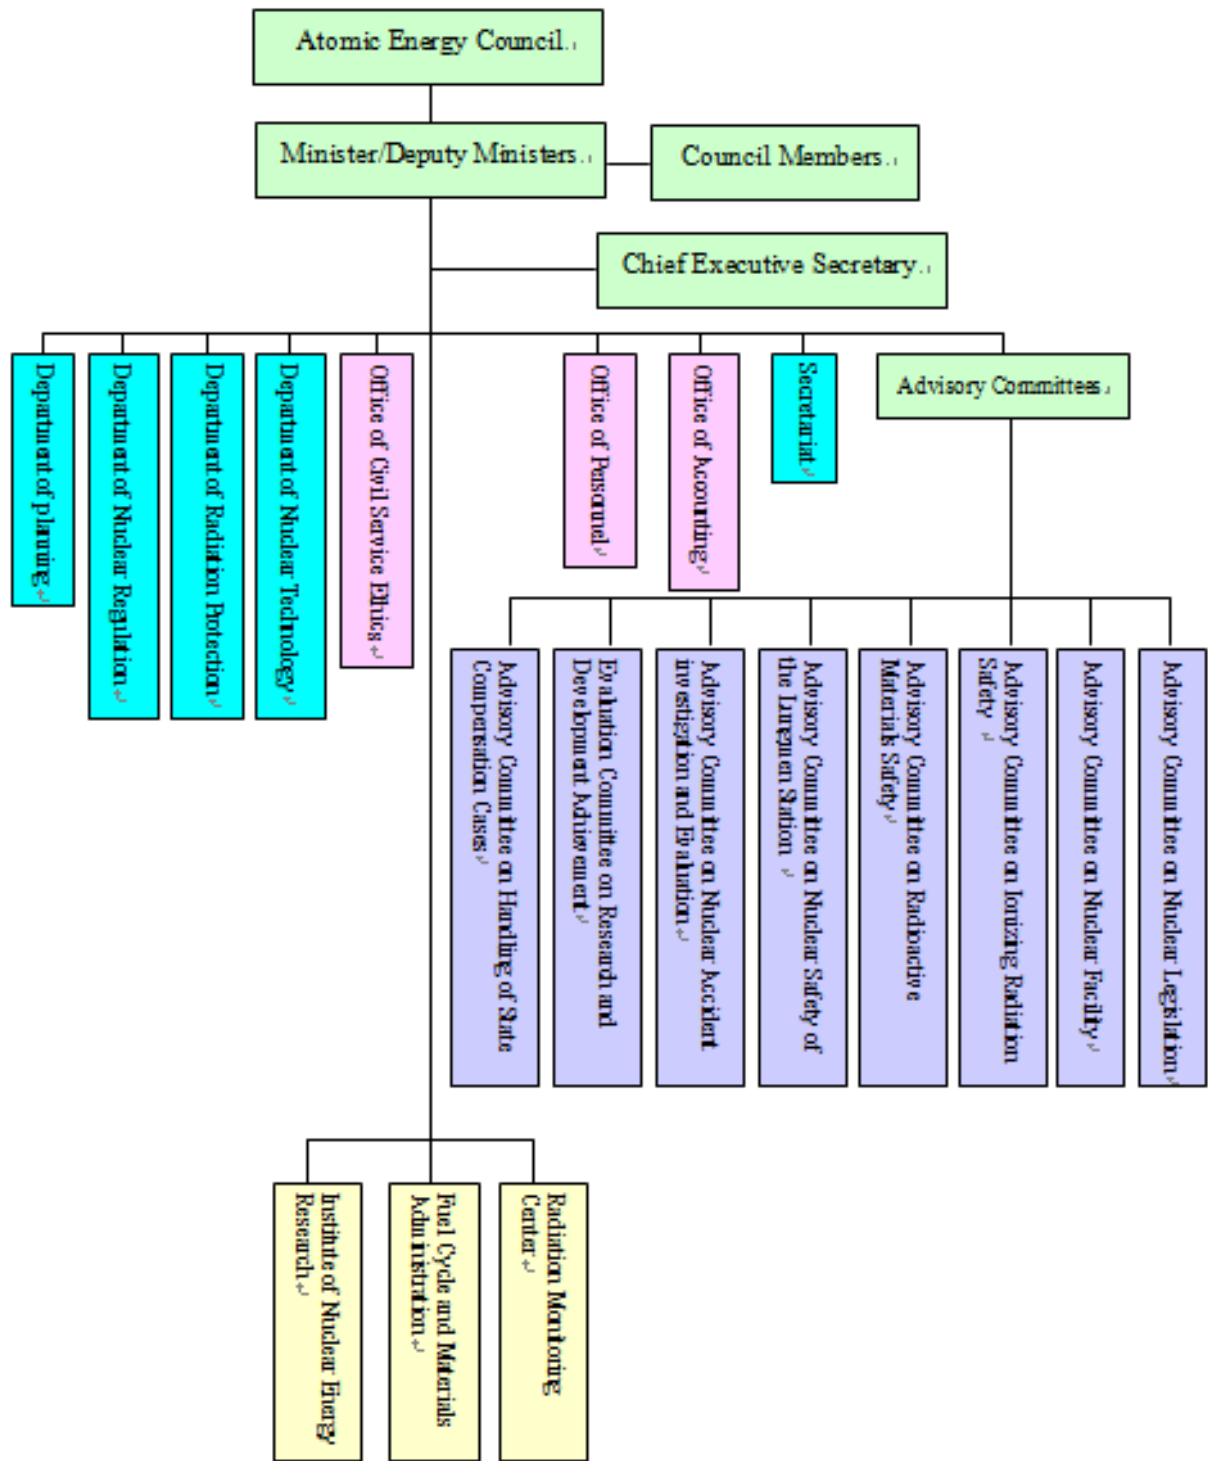 Atomic Energy Council.
Minister/Deputy Ministers.
Council Members.
Chief Executive Secretary.
Department of planning
Department of Nuclear Regulation
Department of Radiation Protection
Department of Nuclear Technology
Office of Civil Service Ethics
Office of Personnel
Office of Accounting
Secretariat
Advisory Committees
Advisory Committee on Handling of State
Compensation Cases
Evaluation Committee on Research and
Development Achievement
Advisory Committee on Nuclear Accident
investigation and Evaluation
Advisory Committee on Nuclear Safety of
the Lungmen Station
Advisory Committee on Radioactive
Materials Safety
Advisory Committee on Ionizing Radiation
Safety
Advisory Committee on Nuclear Facility
Advisory Committee on Nuclear Legislation
Institute of Nuclear Energy
Research
Fuel Cycle and Materials
Administration
Radiation Monitoring
Center